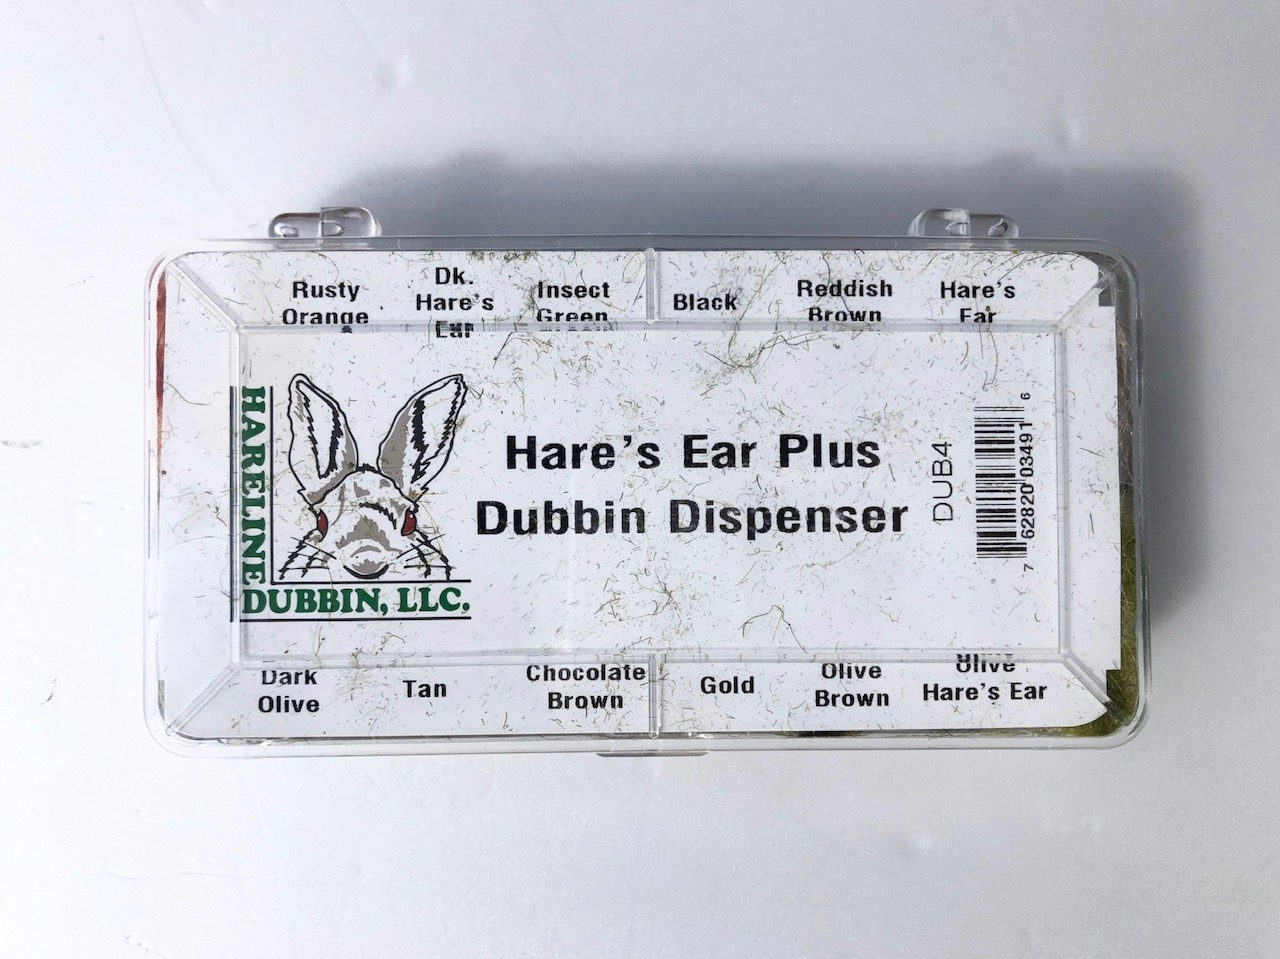 Rusty
Orange
Dk.
Hare's
Ear
Insect
Green
Black
Reddish
Brown
Hare's
Ear
HARELINE
DUBBIN, LLC.
Hare's Ear Plus
Dubbin Dispenser
DUB4
7 62820 03491 6
Dark
Olive
Tan
Chocolate
Brown
Gold
Olive
Brown
Olive
Hare's Ear